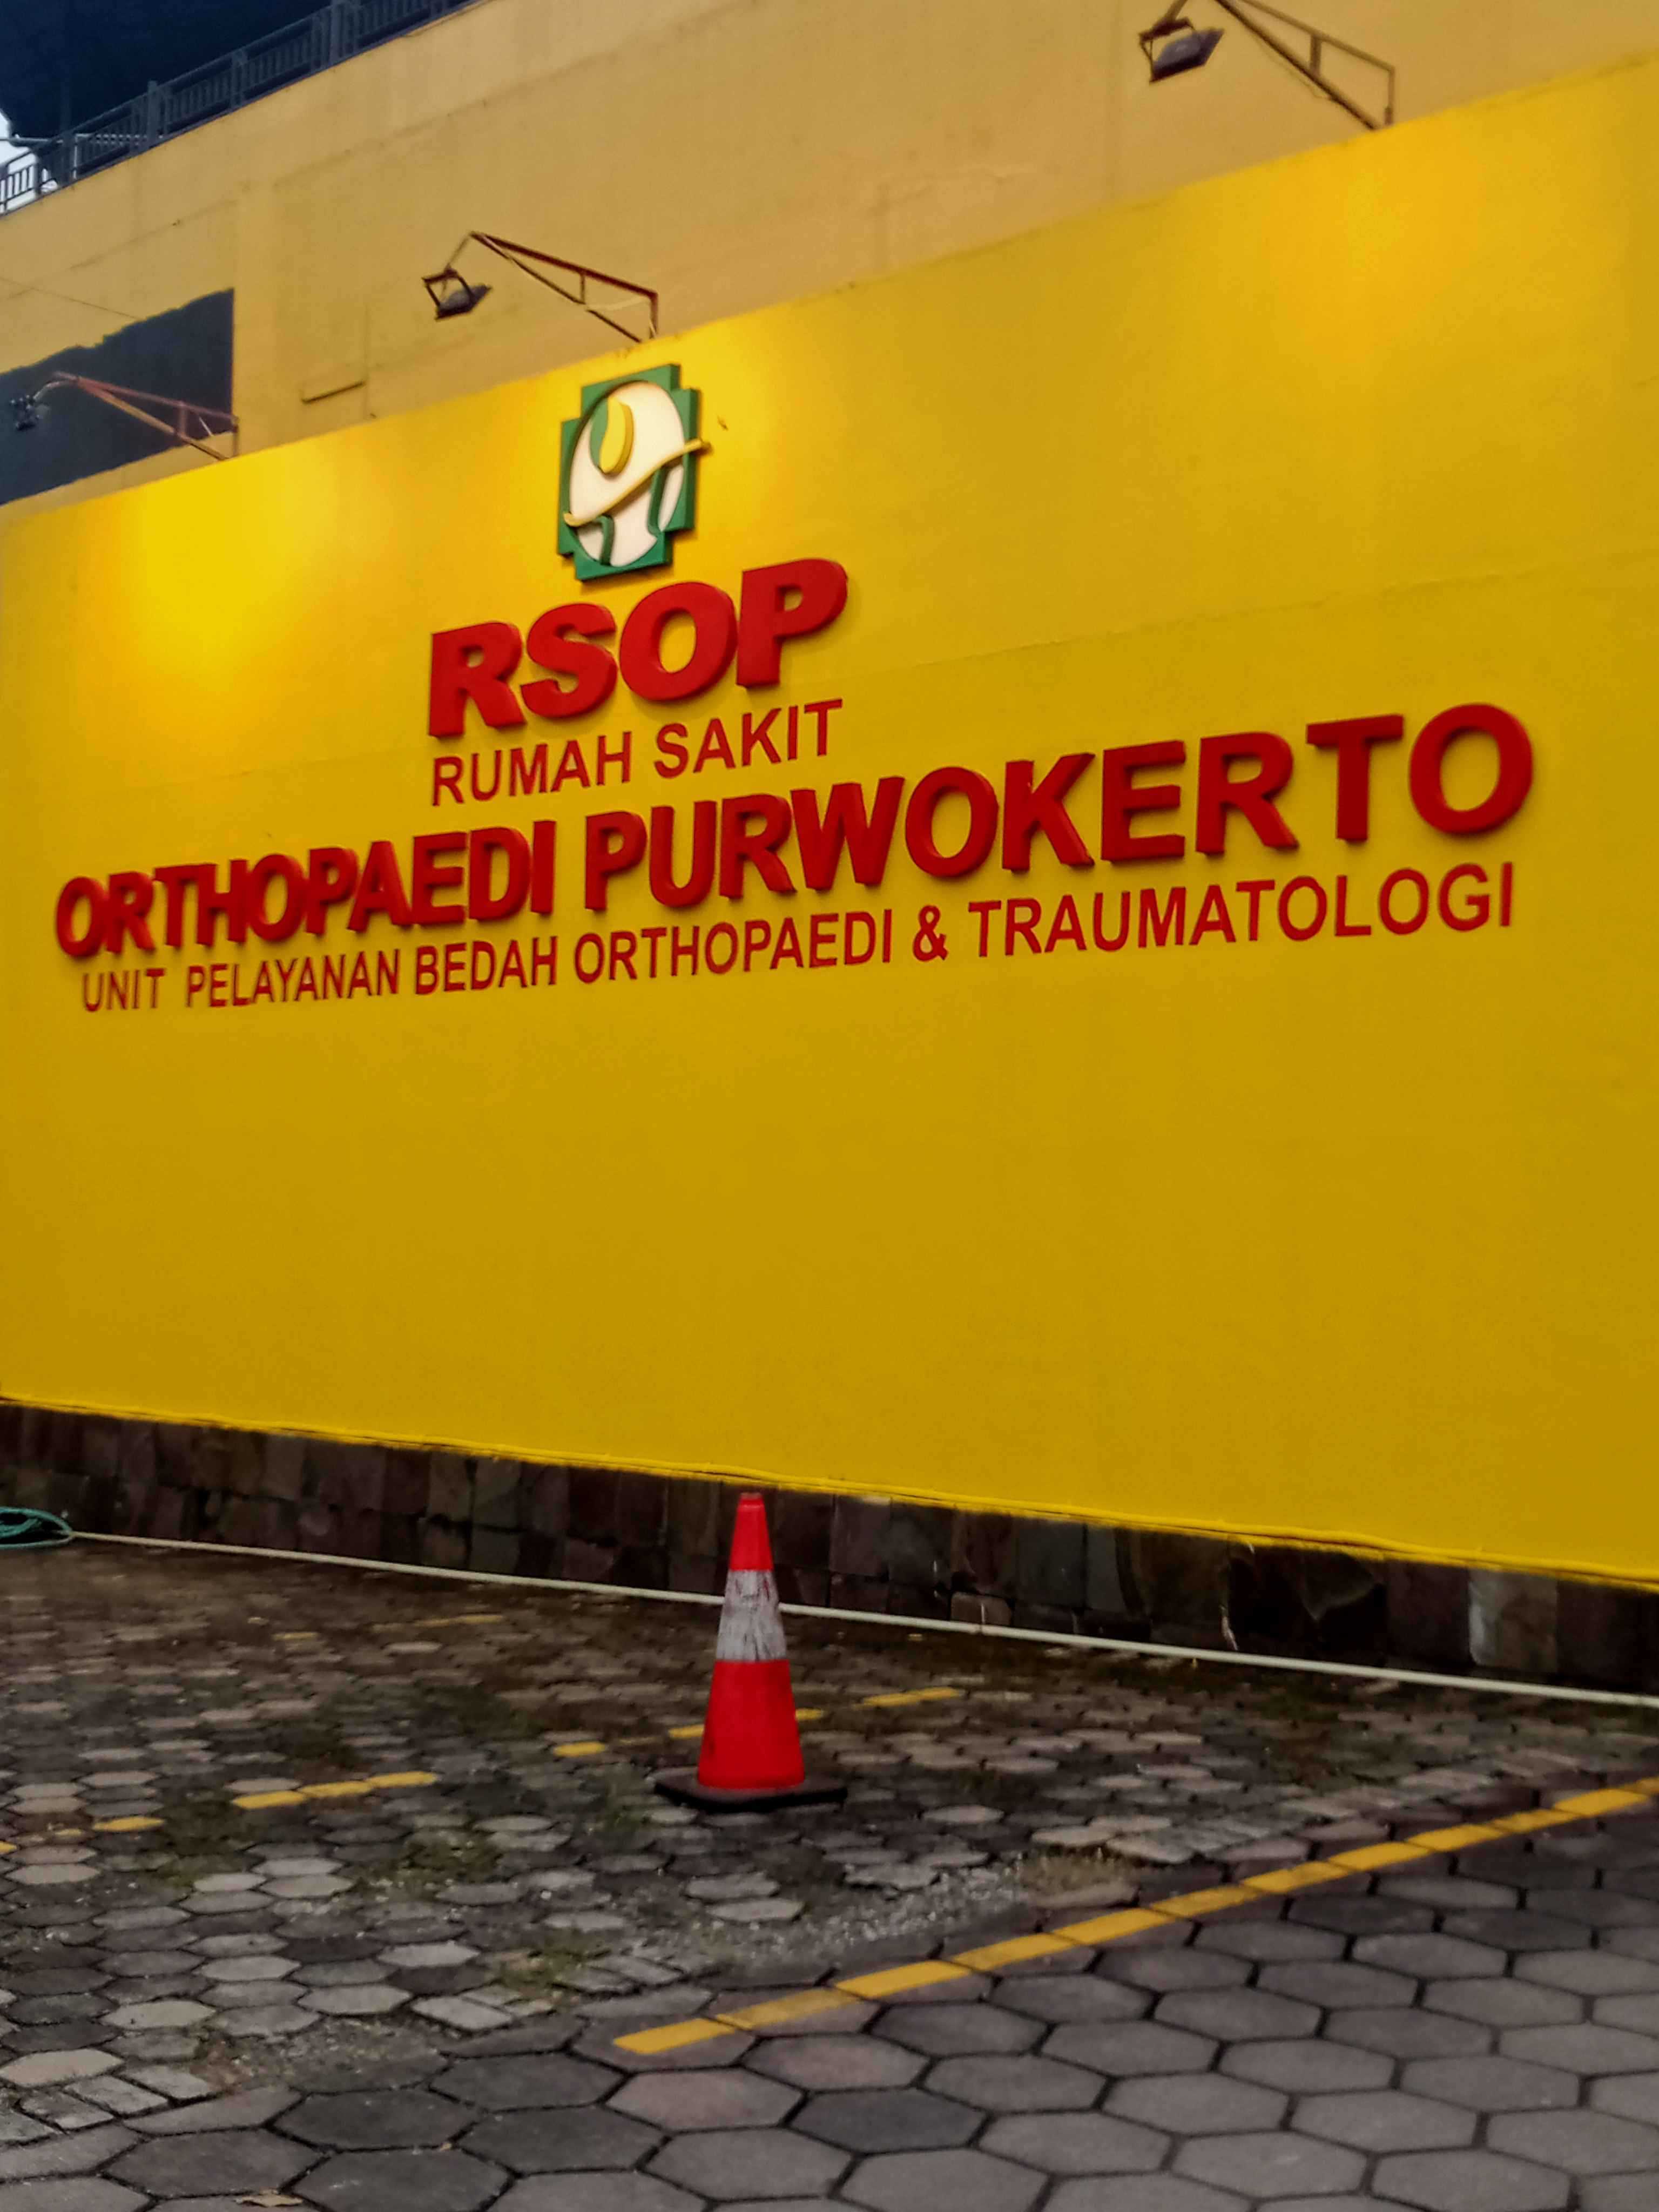 RSOP
RUMAH SAKIT
ORTHOPAEDI PURWOKERTO
UNIT PELAYANAN BEDAH ORTHOPAEDI & TRAUMATOLOGI